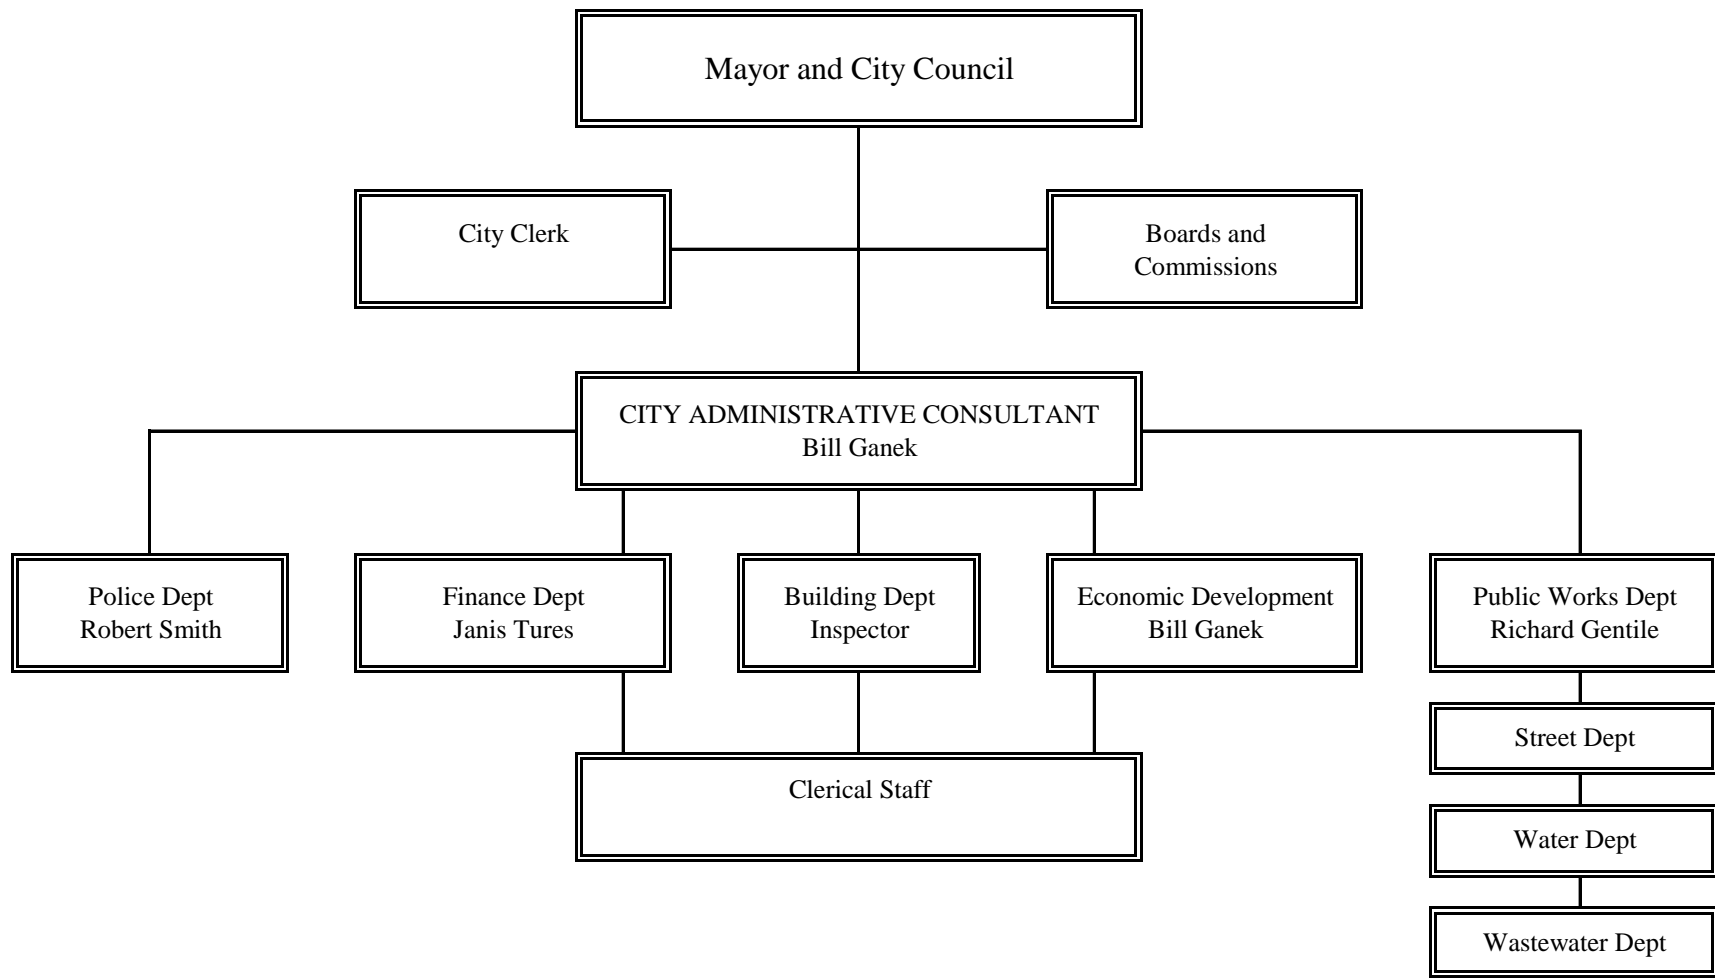 Mayor and City Council
City Clerk
Boards and
Commissions
CITY ADMINISTRATIVE CONSULTANT
Bill Ganek
Police Dept
Robert Smith
Finance Dept
Janis Tures
Building Dept
Inspector
Economic Development
Bill Ganek
Public Works Dept
Richard Gentile
Street Dept
Clerical Staff
Water Dept
Wastewater Dept